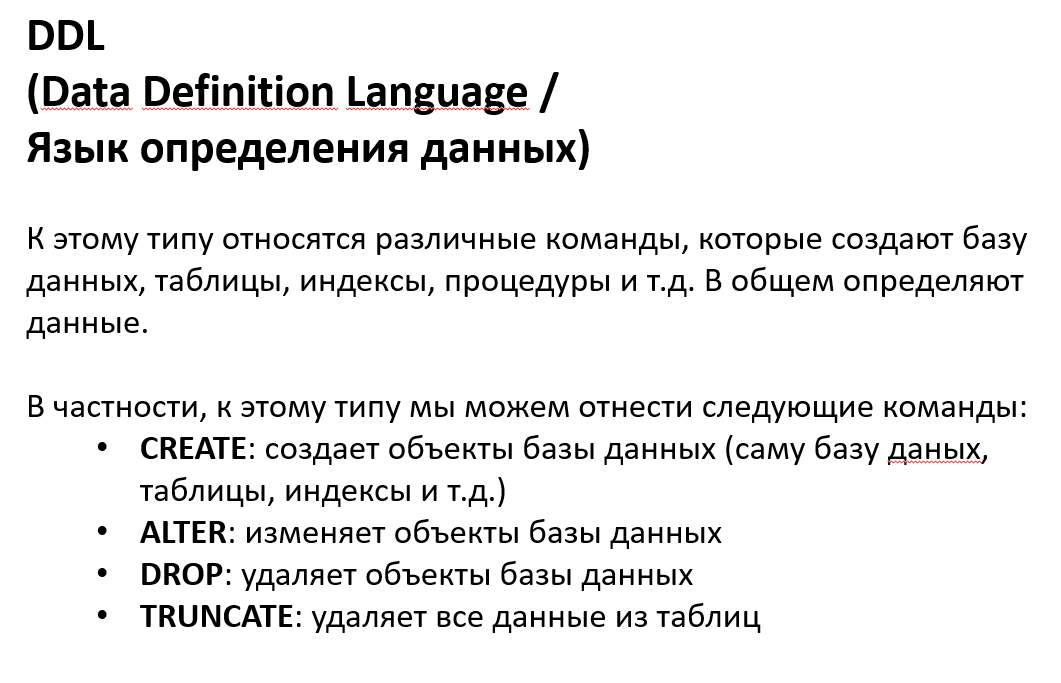 DDL
(Data Definition Language /
Язык определения данных)
К этому типу относятся различные команды, которые создают базу
данных, таблицы, индексы, процедуры и т.д. В общем определяют
данные.
В частности, к этому типу мы можем отнести следующие команды:
• CREATE: создает объекты базы данных (саму базу даных,
таблицы, индексы и т.д.)
• ALTER: изменяет объекты базы данных
• DROP: удаляет объекты базы данных
• TRUNCATE: удаляет все данные из таблиц